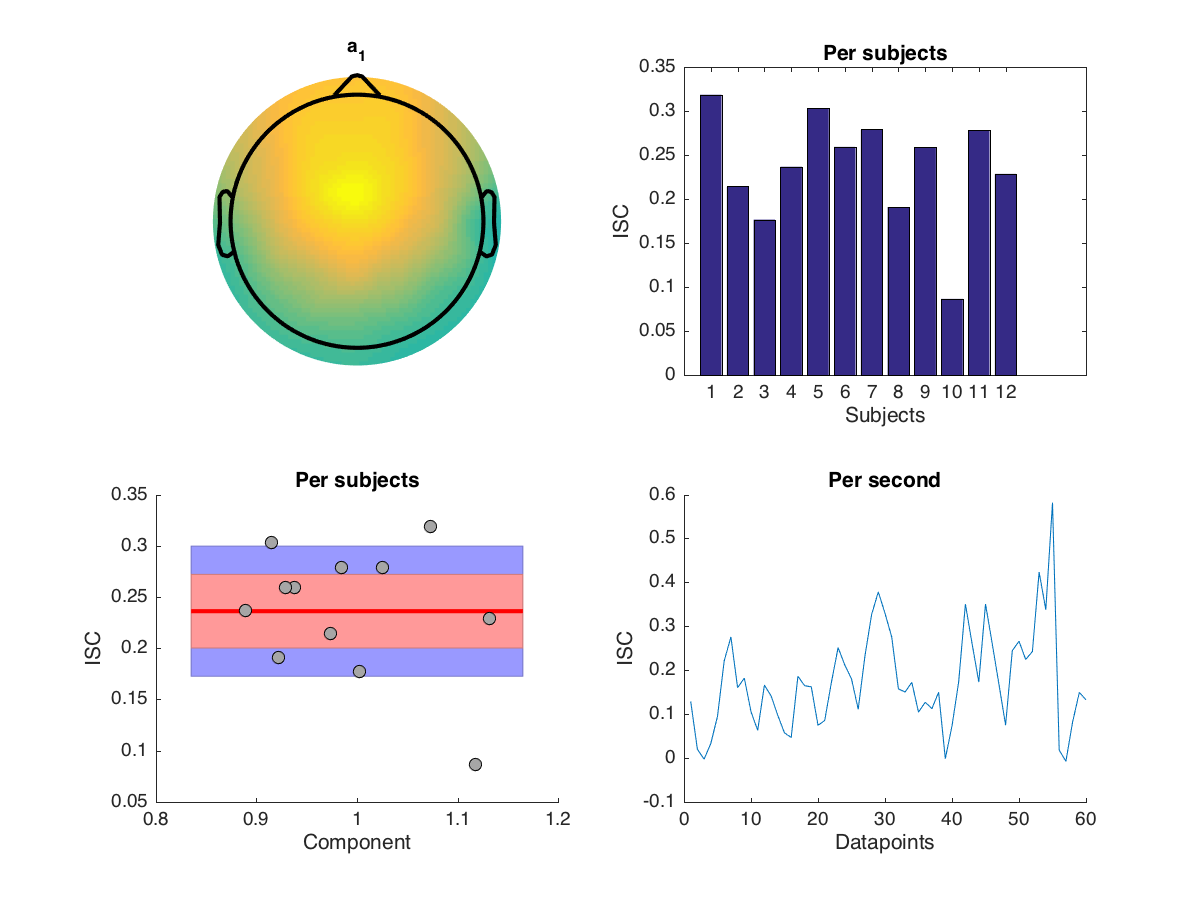 a1
Per subjects
0.35
0.3
0.25
0.2
0.15
0.1
0.05
0
ISC
1 2 3 4 5 6 7 8 9 10 11 12
Subjects
Per subjects
0.35
0.3
0.25
0.2
0.15
0.1
0.05
ISC
0.8 0.9 1 1.1 1.2
Component
Per second
0.6
0.5
0.4
0.3
0.2
0.1
0
-0.1
ISC
0 10 20 30 40 50 60
Datapoints